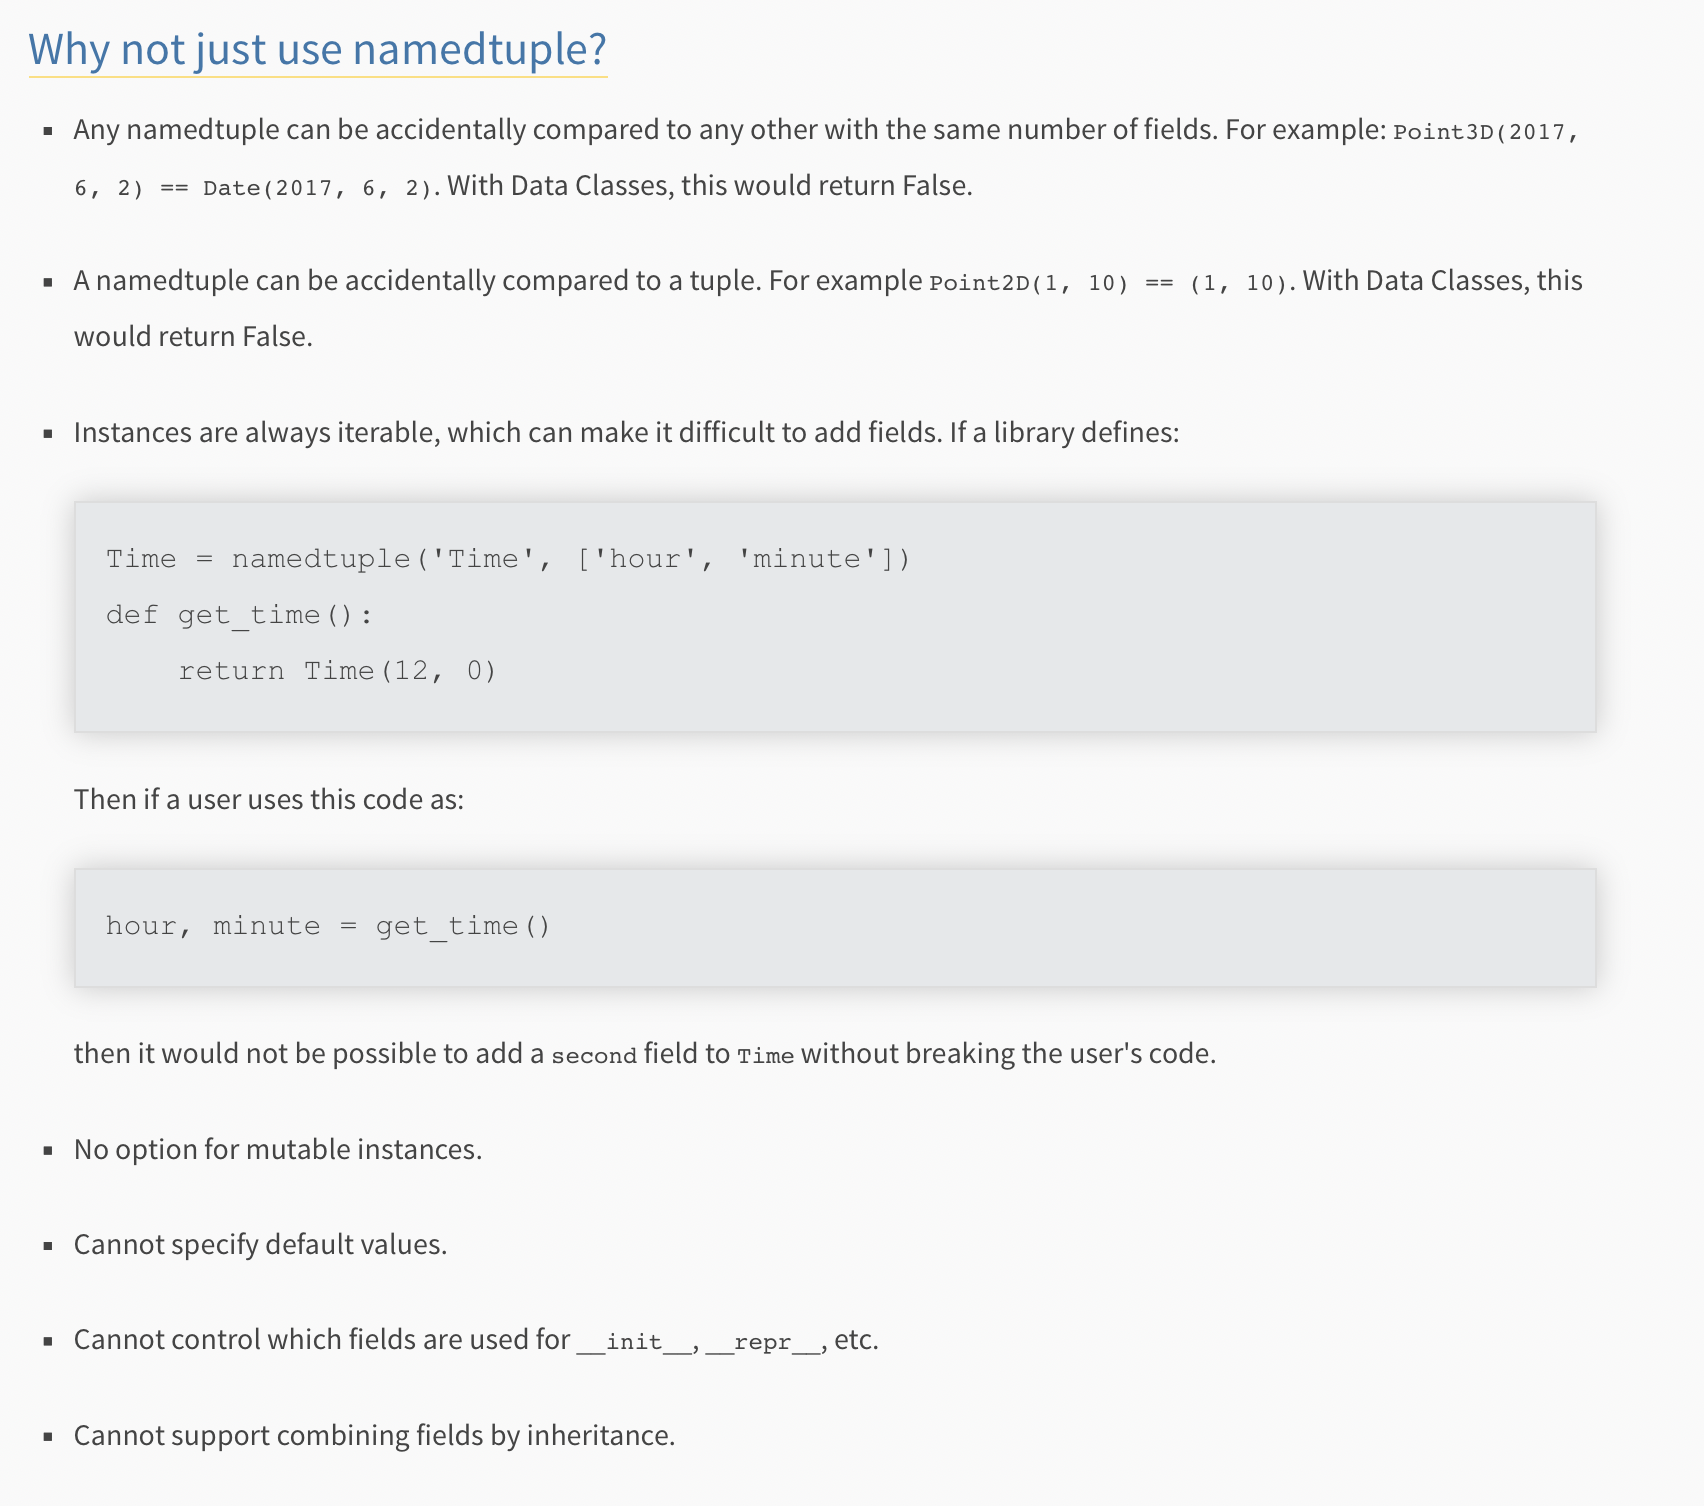 Why not just use namedtuple?
▪ Any namedtuple can be accidentally compared to any other with the same number of fields. For example: Point3D(2017,
6, 2) == Date(2017, 6, 2). With Data Classes, this would return False.
▪ A namedtuple can be accidentally compared to a tuple. For example Point2D(1, 10) == (1, 10). With Data Classes, this
would return False.
▪ Instances are always iterable, which can make it difficult to add fields. If a library defines:
Time = namedtuple('Time', ['hour', 'minute'])
def get_time():
    return Time(12, 0)
Then if a user uses this code as:
hour, minute = get_time()
then it would not be possible to add a second field to Time without breaking the user's code.
▪ No option for mutable instances.
▪ Cannot specify default values.
▪ Cannot control which fields are used for __init__, __repr__, etc.
▪ Cannot support combining fields by inheritance.